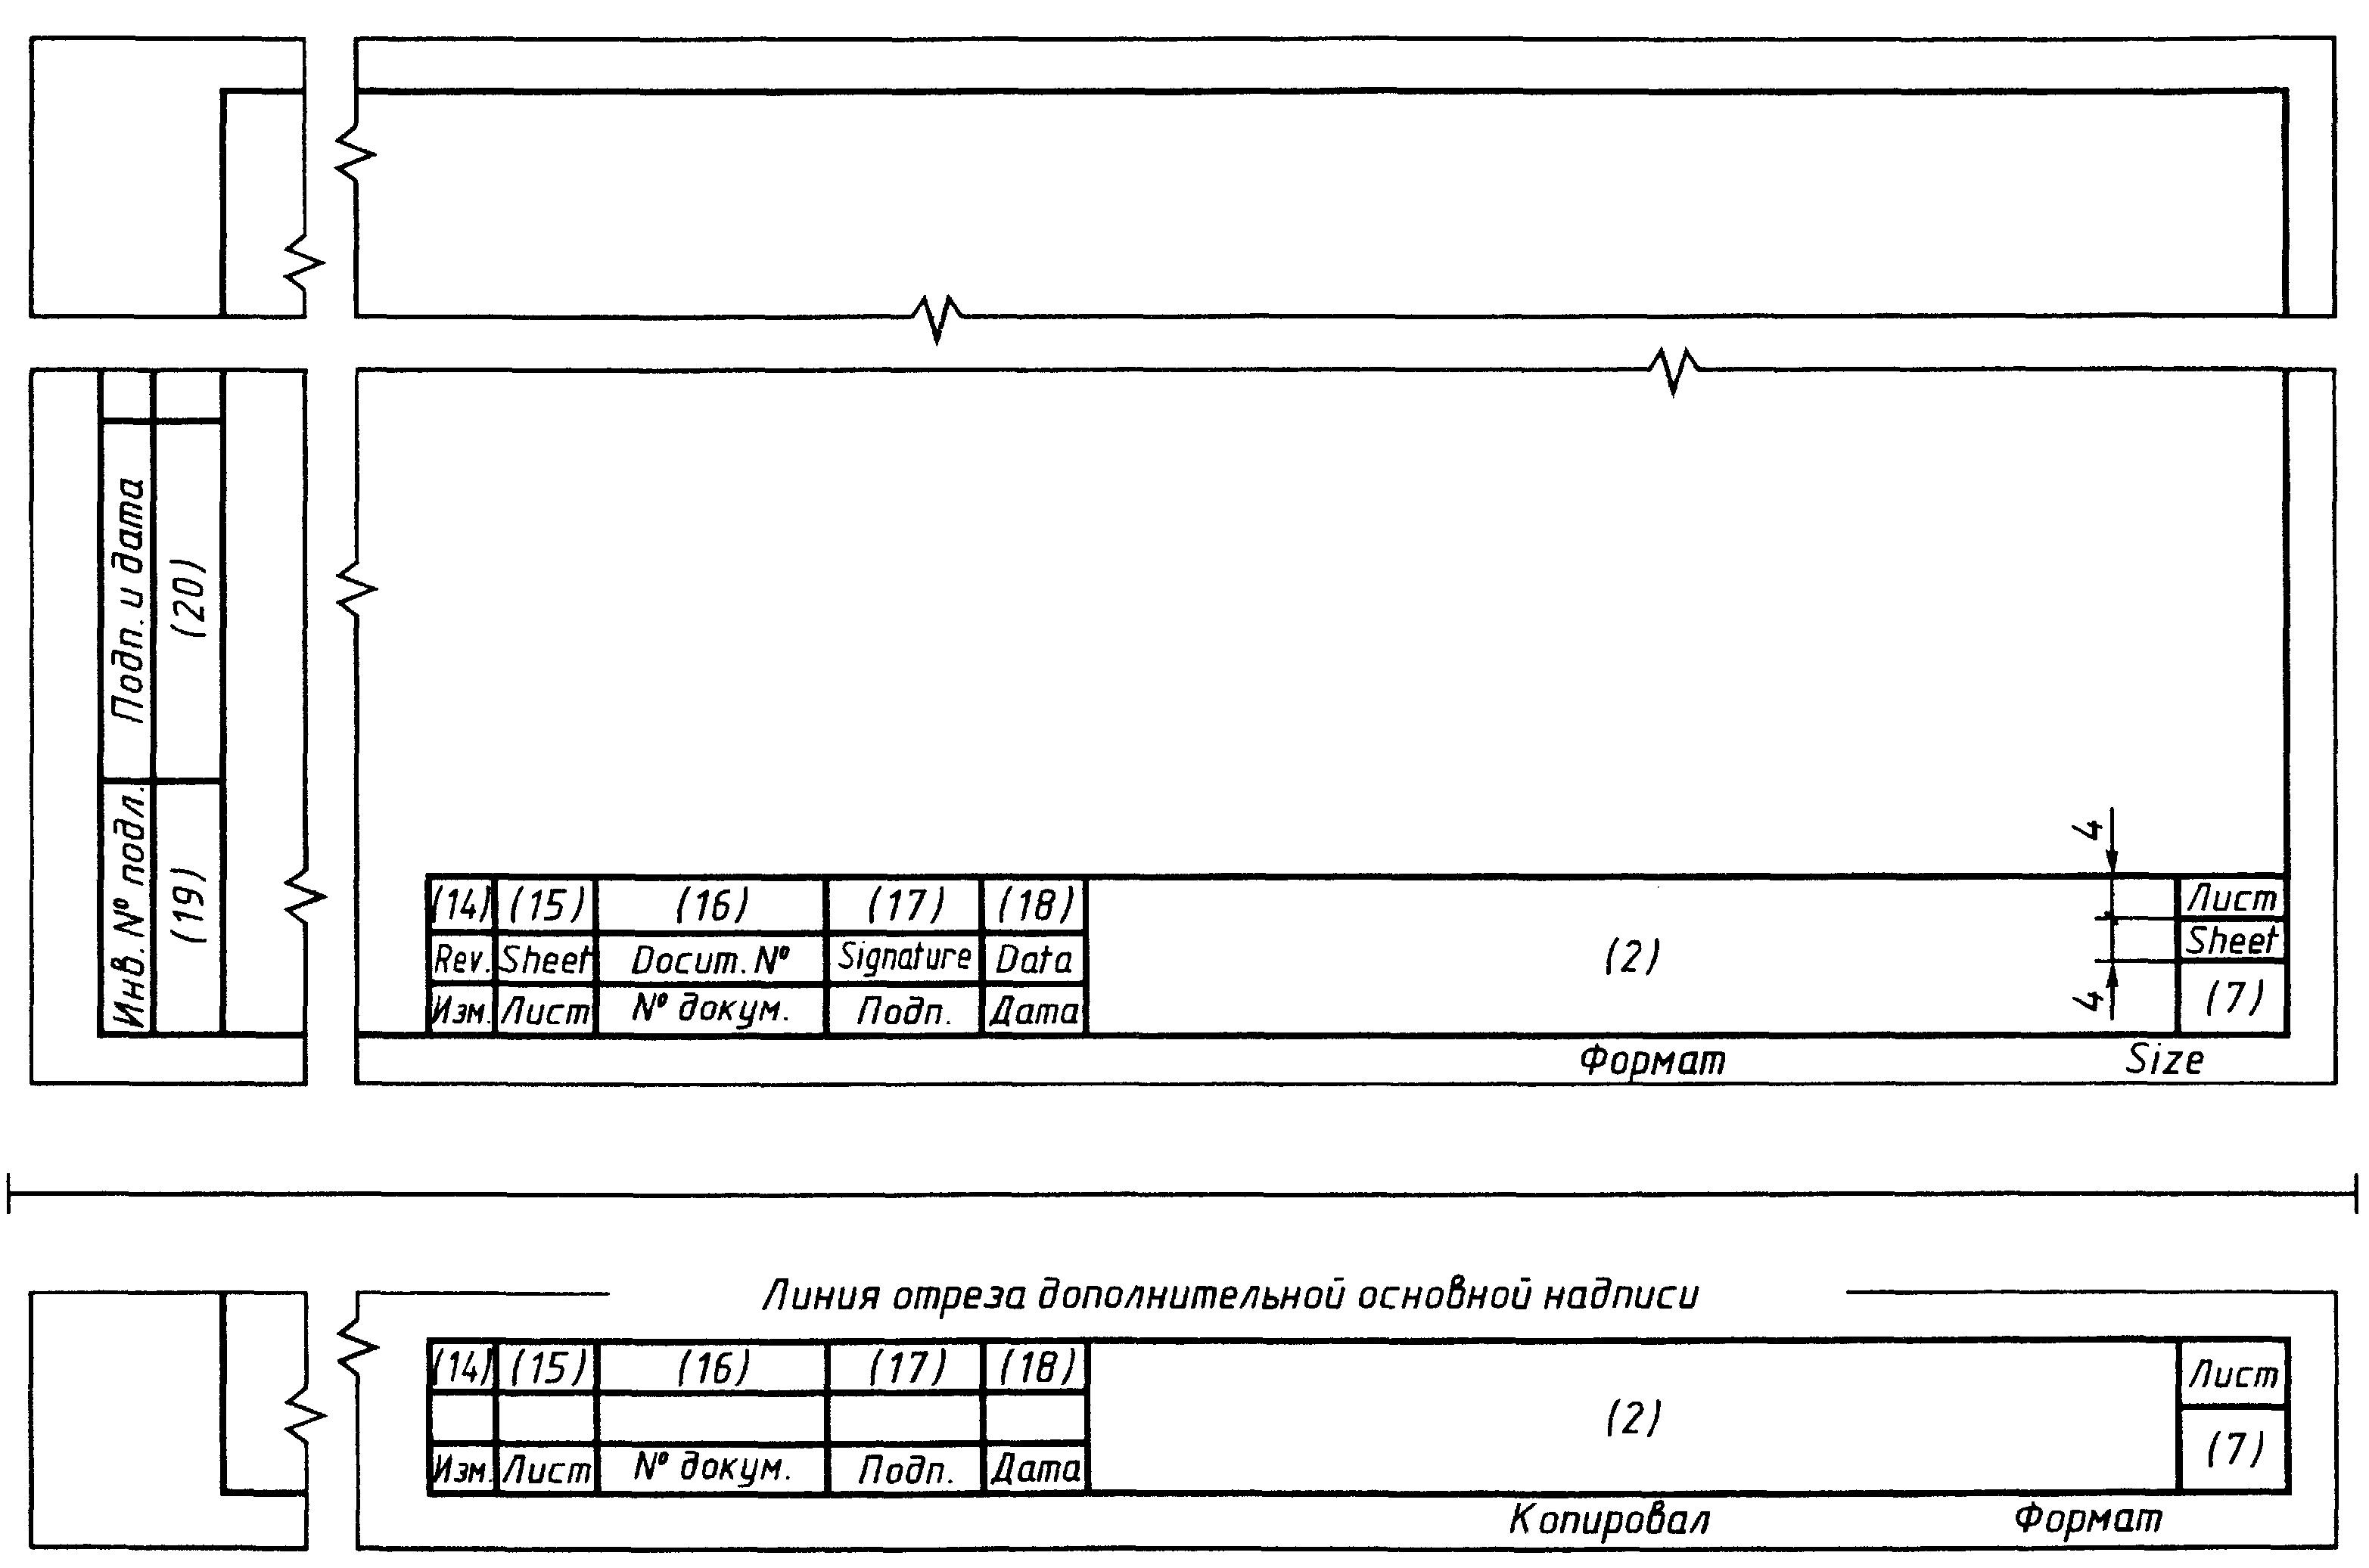 Подп. и дата
(20)
Инв. № подл.
(19)
4
(14) (15) (16) (17) (18) Лист
Rev. Sheet Docum. № Signature Data (2) Sheet
4
Изм. Лист № докум. Подп. Дата (7)
Формат Size
Линия отреза дополнительной основной надписи
(14) (15) (16) (17) (18) Лист
(2)
Изм. Лист № докум. Подп. Дата (7)
Копировал Формат